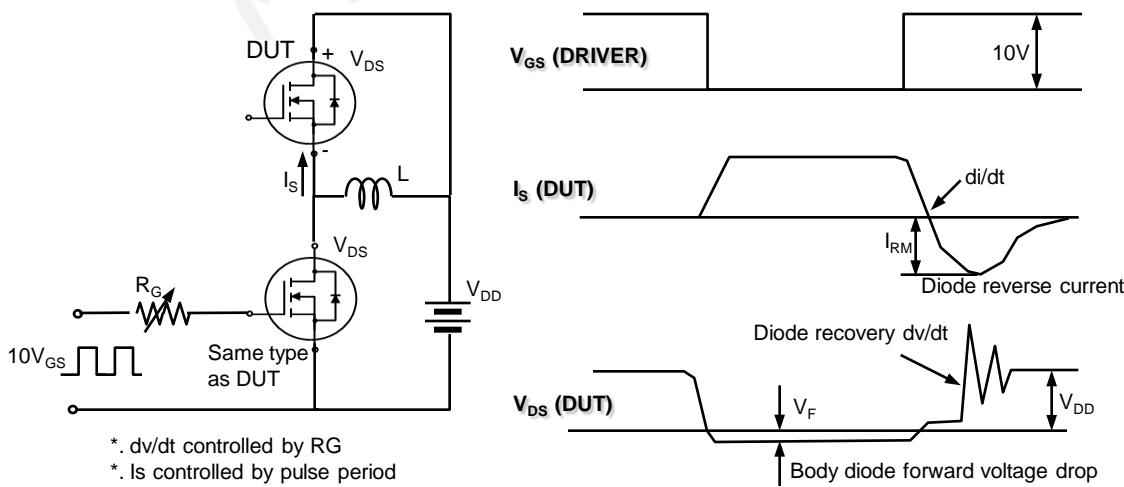 DUT
+
V_DS
-
I_S
L
V_DS
R_G
V_DD
10V_GS
Same type
as DUT
*. dv/dt controlled by RG
*. Is controlled by pulse period
V_GS (DRIVER)
10V
I_S (DUT)
di/dt
I_RM
Diode reverse current
Diode recovery dv/dt
V_DS (DUT)
V_F
V_DD
Body diode forward voltage drop